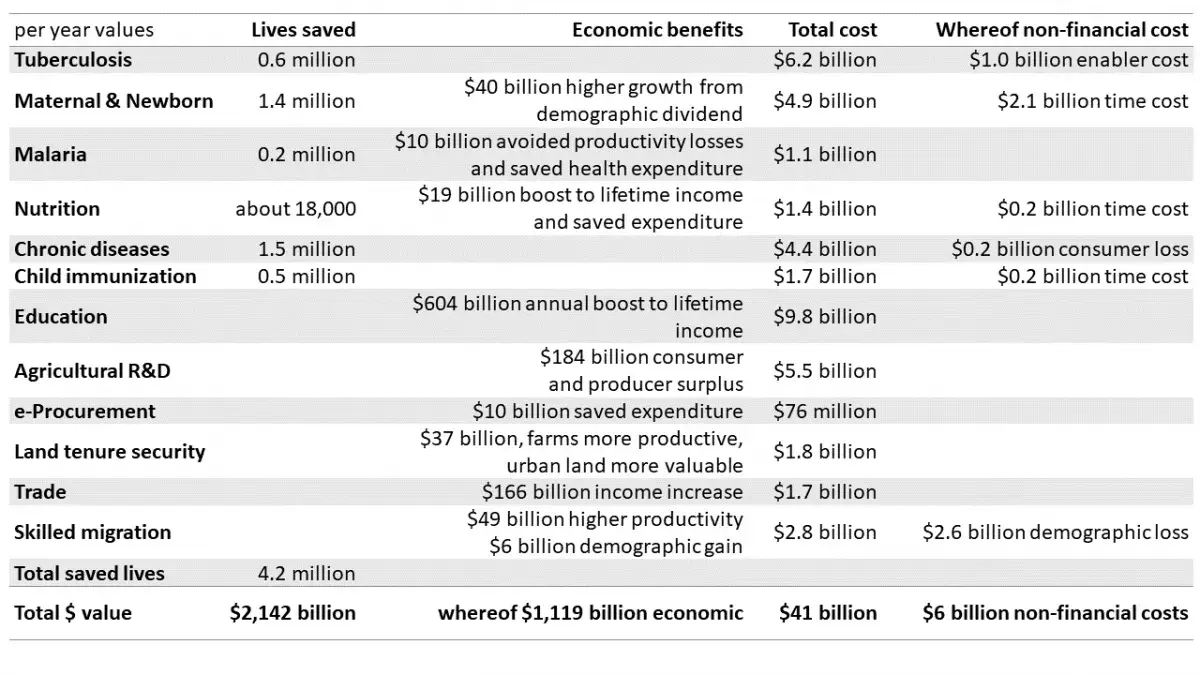 per year values Lives saved Economic benefits Total cost Whereof non-financial cost
Tuberculosis 0.6 million $6.2 billion $1.0 billion enabler cost
Maternal & Newborn 1.4 million $40 billion higher growth from demographic dividend $4.9 billion $2.1 billion time cost
Malaria 0.2 million $10 billion avoided productivity losses and saved health expenditure $1.1 billion
Nutrition about 18,000 $19 billion boost to lifetime income and saved expenditure $1.4 billion $0.2 billion time cost
Chronic diseases 1.5 million $4.4 billion $0.2 billion consumer loss
Child immunization 0.5 million $1.7 billion $0.2 billion time cost
Education $604 billion annual boost to lifetime income $9.8 billion
Agricultural R&D $184 billion consumer and producer surplus $5.5 billion
e-Procurement $10 billion saved expenditure $76 million
Land tenure security $37 billion, farms more productive, urban land more valuable $1.8 billion
Trade $166 billion income increase $1.7 billion
Skilled migration $49 billion higher productivity $6 billion demographic gain $2.8 billion $2.6 billion demographic loss
Total saved lives 4.2 million
Total $ value $2,142 billion whereof $1,119 billion economic $41 billion $6 billion non-financial costs